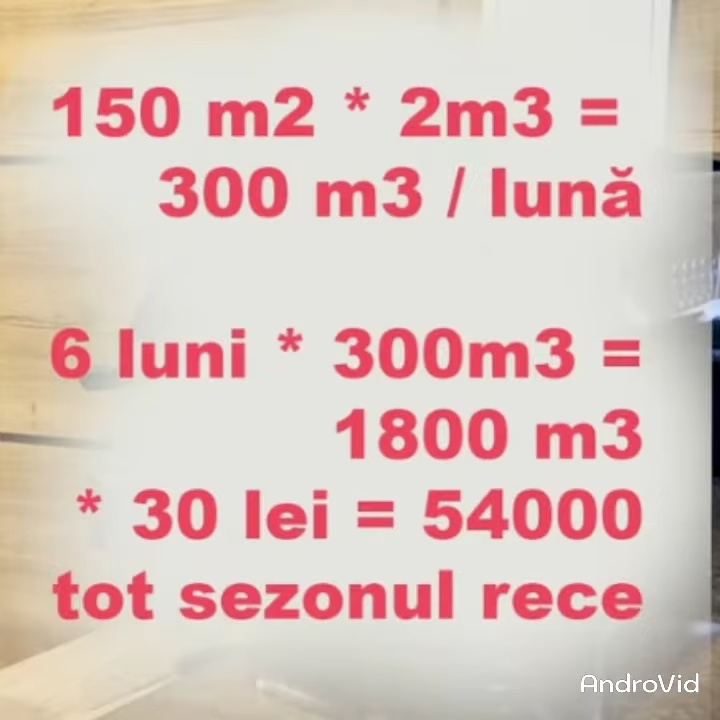 150 m2 * 2m3 =
300 m3 / lună
6 luni * 300m3 =
1800 m3
* 30 lei = 54000
tot sezonul rece
AndroVid